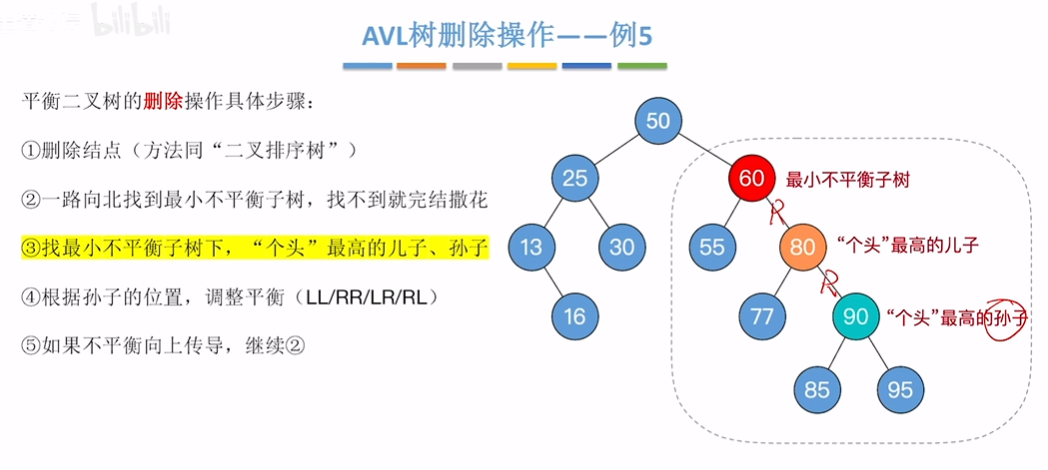 bilibili
AVL树删除操作——例5
平衡二叉树的删除操作具体步骤：
①删除结点（方法同“二叉排序树”）
②一路向北找到最小不平衡子树，找不到就完结撒花
③找最小不平衡子树下，“个头”最高的儿子、孙子
④根据孙子的位置，调整平衡（LL/RR/LR/RL）
⑤如果不平衡向上传导，继续②
50
25
60
最小不平衡子树
R
13
30
55
80
“个头”最高的儿子
R
16
77
90
“个头”最高的孙子
85
95